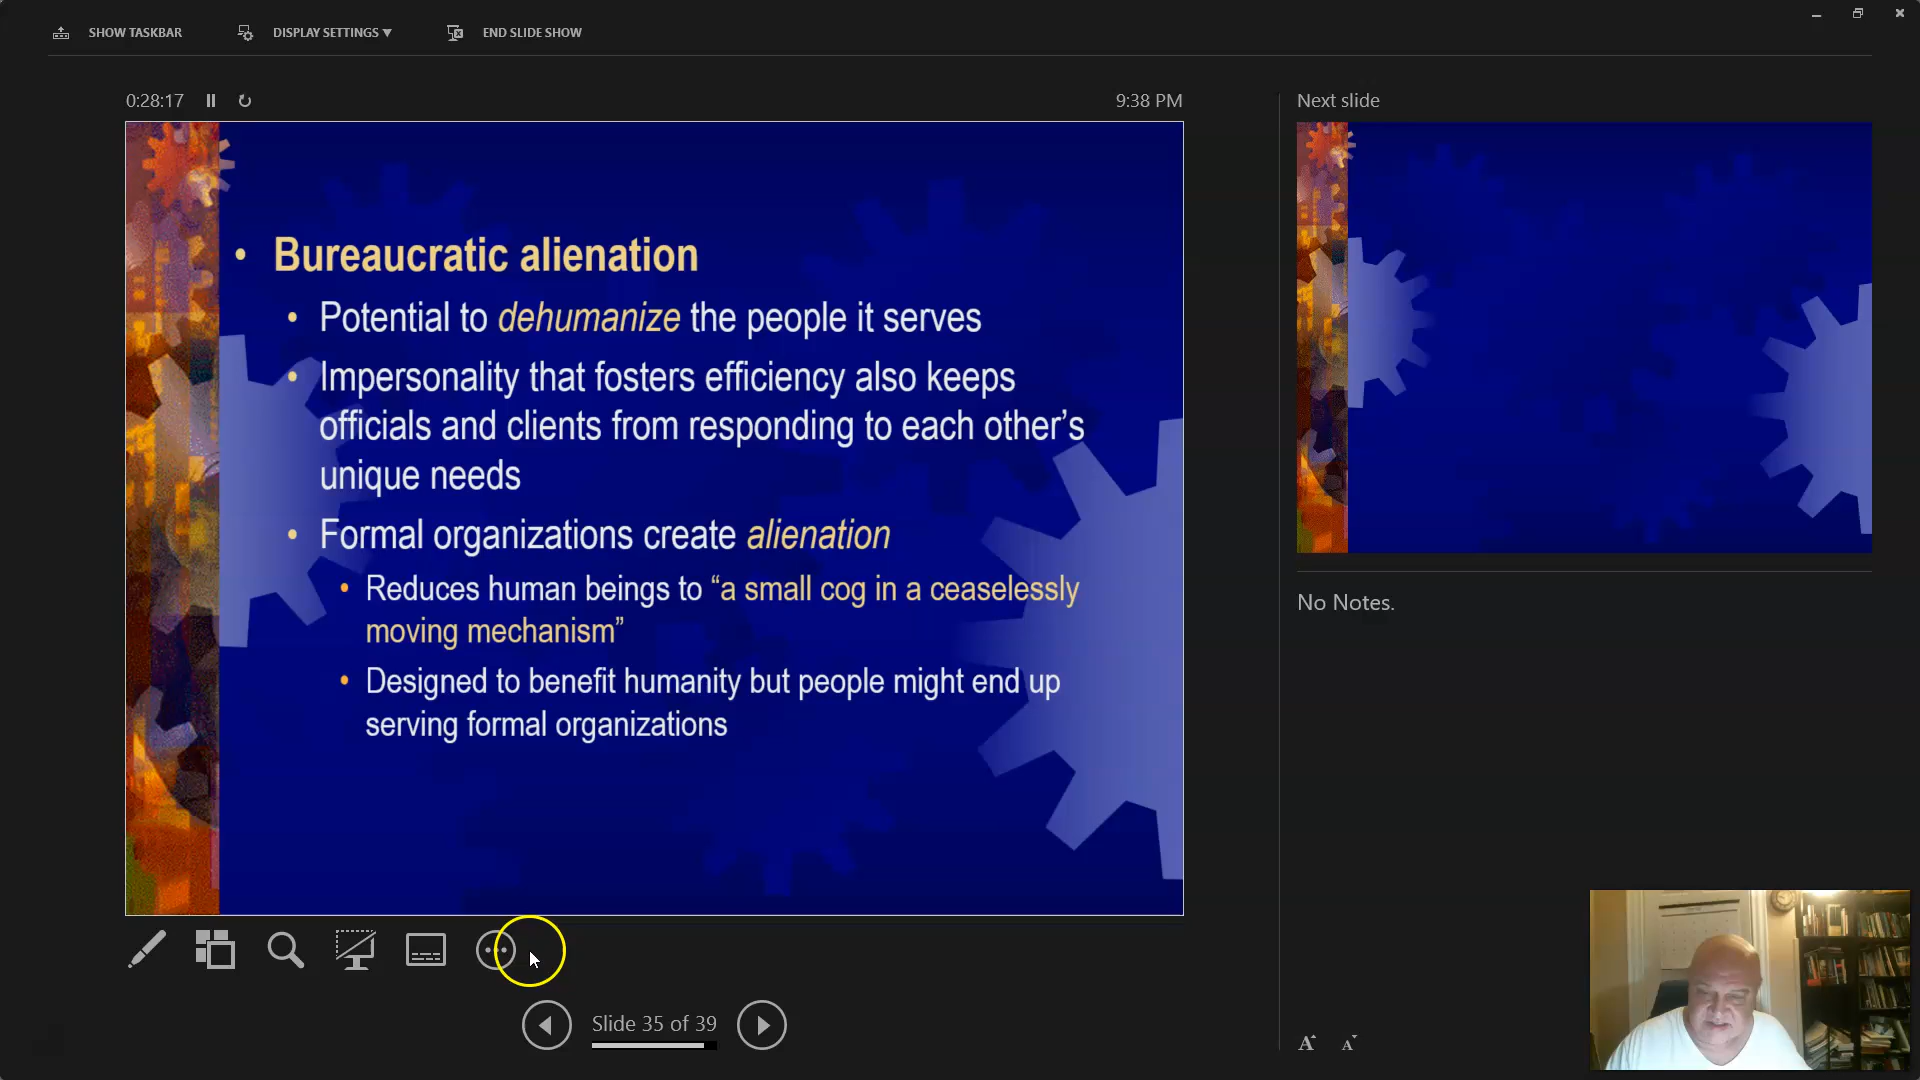 SHOW TASKBAR
DISPLAY SETTINGS ▼
END SLIDE SHOW
0:28:17
9:38 PM
Next slide
• Bureaucratic alienation
• Potential to dehumanize the people it serves
• Impersonality that fosters efficiency also keeps
officials and clients from responding to each other’s
unique needs
• Formal organizations create alienation
• Reduces human beings to “a small cog in a ceaselessly
moving mechanism”
• Designed to benefit humanity but people might end up
serving formal organizations
No Notes.
Slide 35 of 39
A A